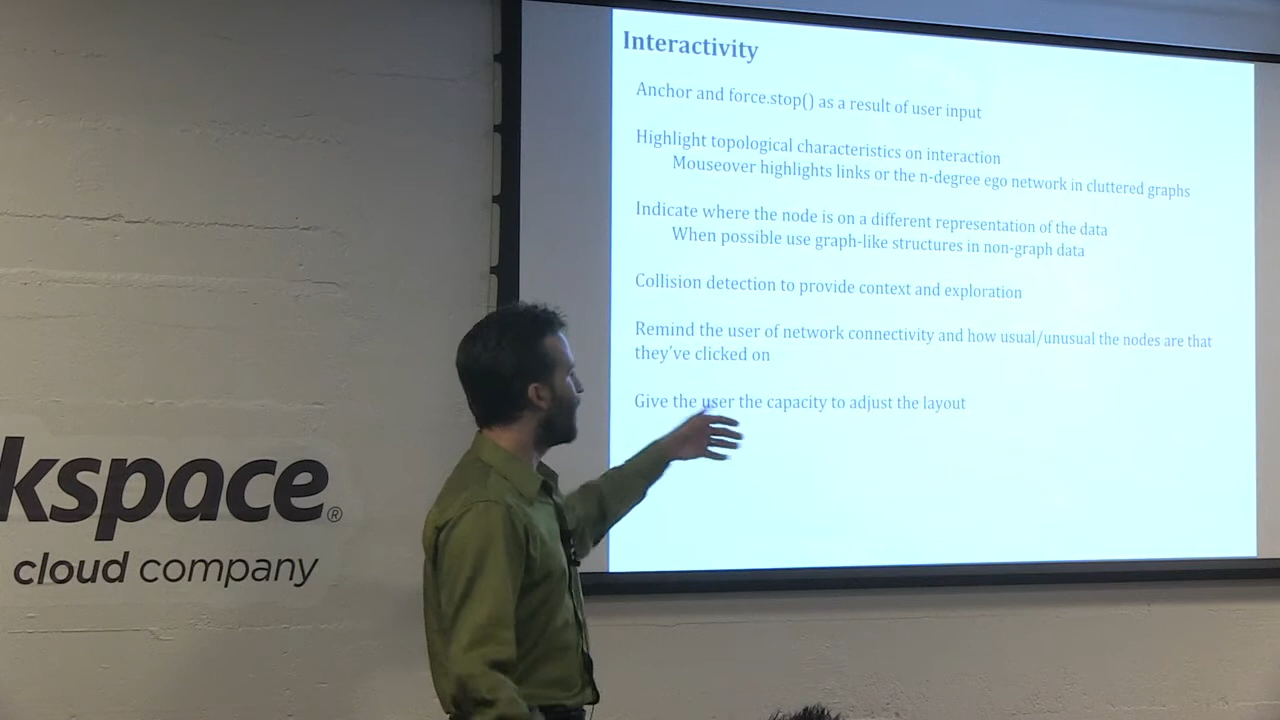 Interactivity
Anchor and force.stop() as a result of user input
Highlight topological characteristics on interaction
Mouseover highlights links or the n-degree ego network in cluttered graphs
Indicate where the node is on a different representation of the data
When possible use graph-like structures in non-graph data
Collision detection to provide context and exploration
Remind the user of network connectivity and how usual/unusual the nodes are that
they've clicked on
Give the user the capacity to adjust the layout
kspace®
cloud company